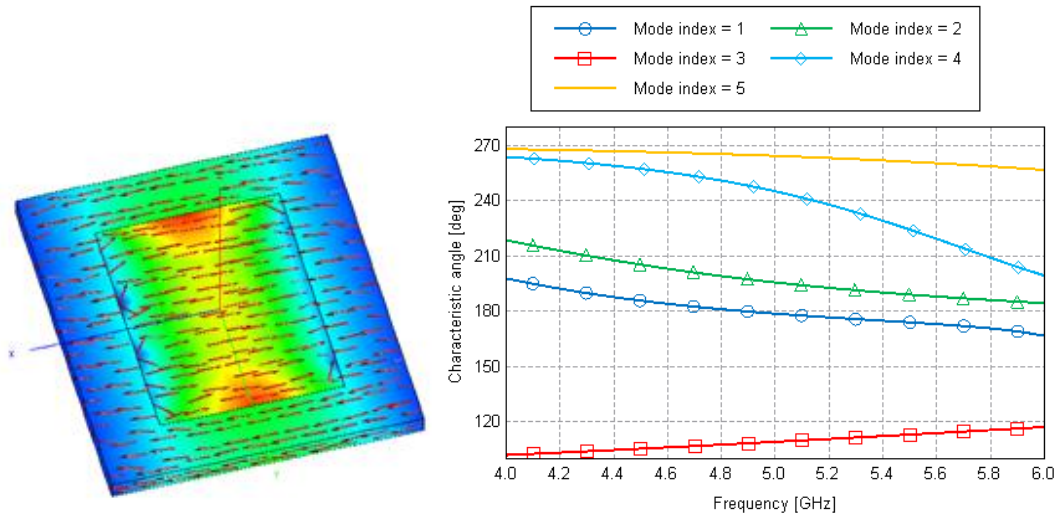 Mode index = 1 Mode index = 2
Mode index = 3 Mode index = 4
Mode index = 5
270
240
210
180
150
120
4.0 4.2 4.4 4.6 4.8 5.0 5.2 5.4 5.6 5.8 6.0
Characteristic angle [deg]
Frequency [GHz]
X
Y